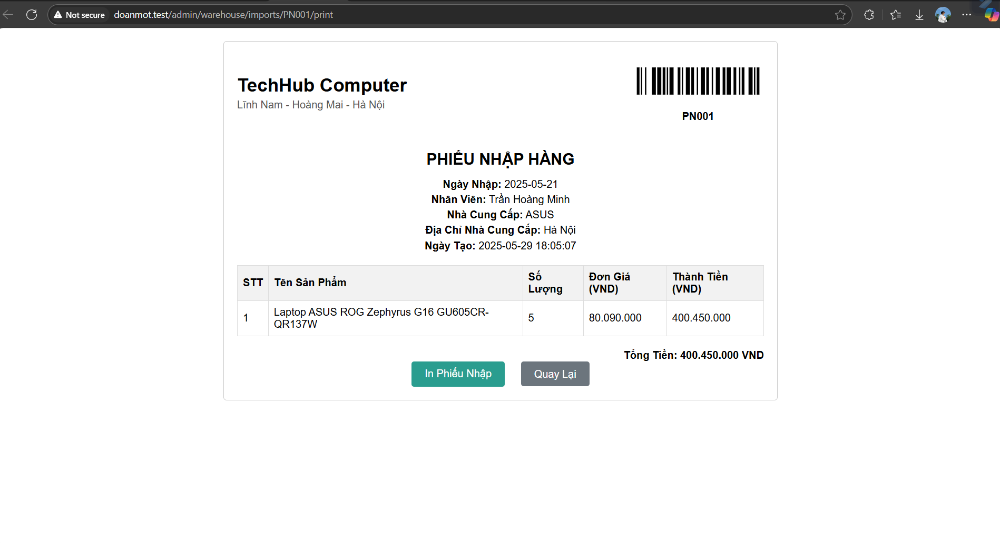 Not secure doanmot.test/admin/warehouse/imports/PN001/print
TechHub Computer
Lĩnh Nam - Hoàng Mai - Hà Nội
PN001
PHIẾU NHẬP HÀNG
Ngày Nhập: 2025-05-21
Nhân Viên: Trần Hoàng Minh
Nhà Cung Cấp: ASUS
Địa Chỉ Nhà Cung Cấp: Hà Nội
Ngày Tạo: 2025-05-29 18:05:07
STT Tên Sản Phẩm Số Lượng Đơn Giá (VND) Thành Tiền (VND)
1 Laptop ASUS ROG Zephyrus G16 GU605CR-QR137W 5 80.090.000 400.450.000
Tổng Tiền: 400.450.000 VND
In Phiếu Nhập Quay Lại